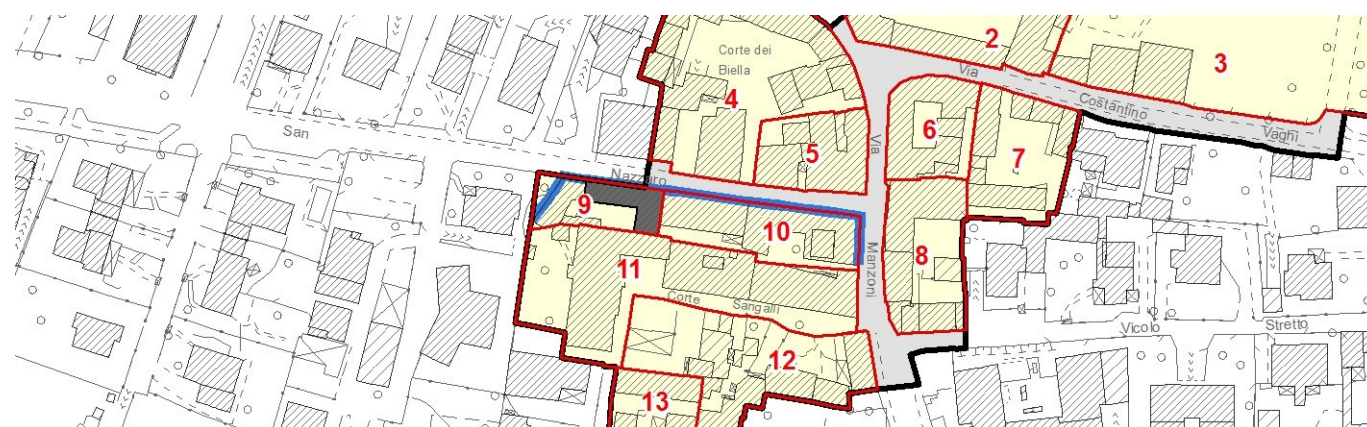 2
Corte dei
Biella
Via
3
4
Costantino
6
San
Via
Vaghi
5
7
Nazzaro
9
10
8
Manzoni
11
Corte
Sangalli
Vicolo
Stretto
12
13